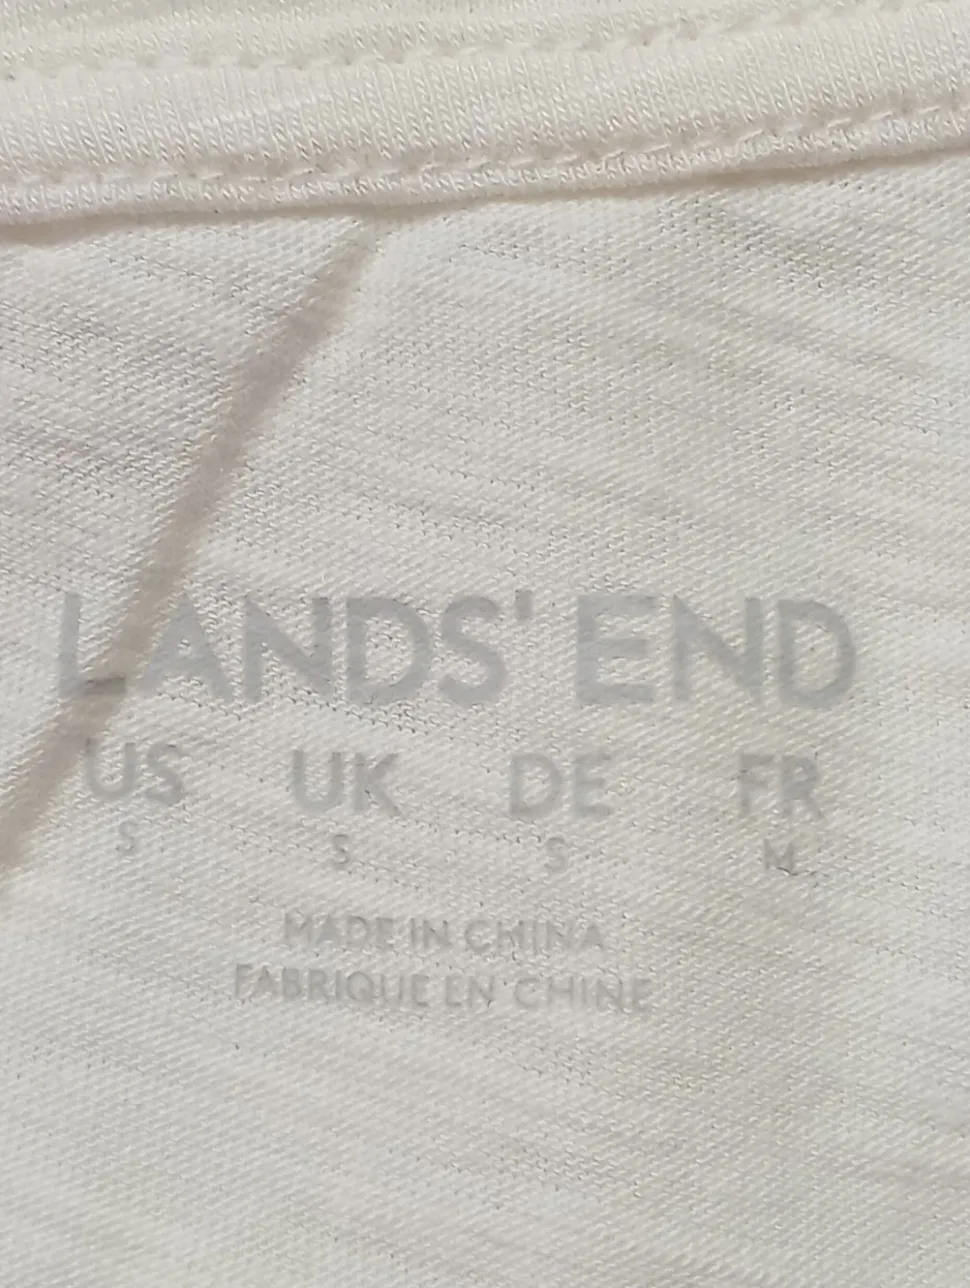 LANDS' END
US UK DE FR
S S S M
MADE IN CHINA
FABRIQUE EN CHINE